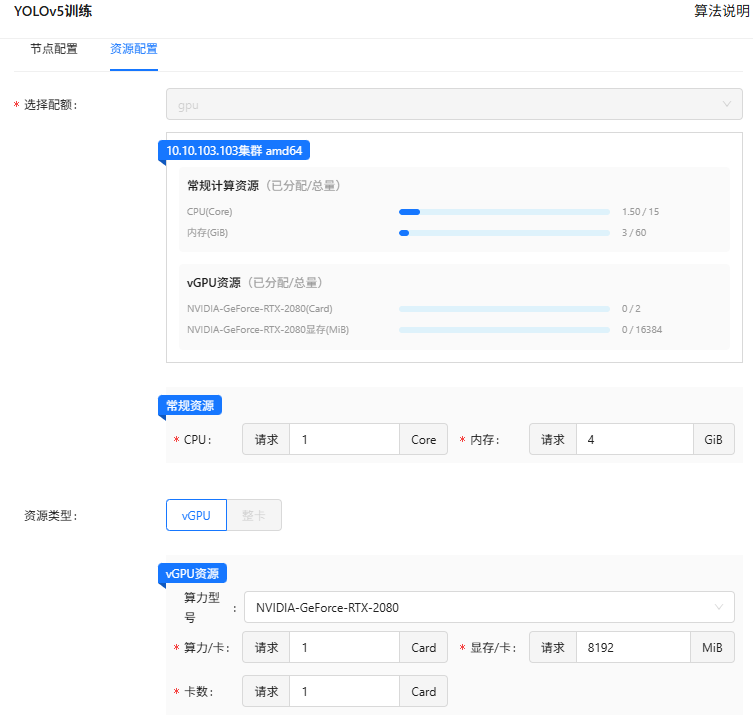 YOLOv5训练 算法说明
节点配置 资源配置
* 选择配额: gpu
10.10.103.103集群 amd64
常规计算资源 (已分配/总量)
CPU(Core) 1.50 / 15
内存(GiB) 3 / 60
vGPU资源 (已分配/总量)
NVIDIA-GeForce-RTX-2080(Card) 0 / 2
NVIDIA-GeForce-RTX-2080显存(MiB) 0 / 16384
常规资源
* CPU: 请求 1 Core * 内存: 请求 4 GiB
资源类型: vGPU 整卡
vGPU资源
算力型号: NVIDIA-GeForce-RTX-2080
* 算力/卡: 请求 1 Card * 显存/卡: 请求 8192 MiB
* 卡数: 请求 1 Card